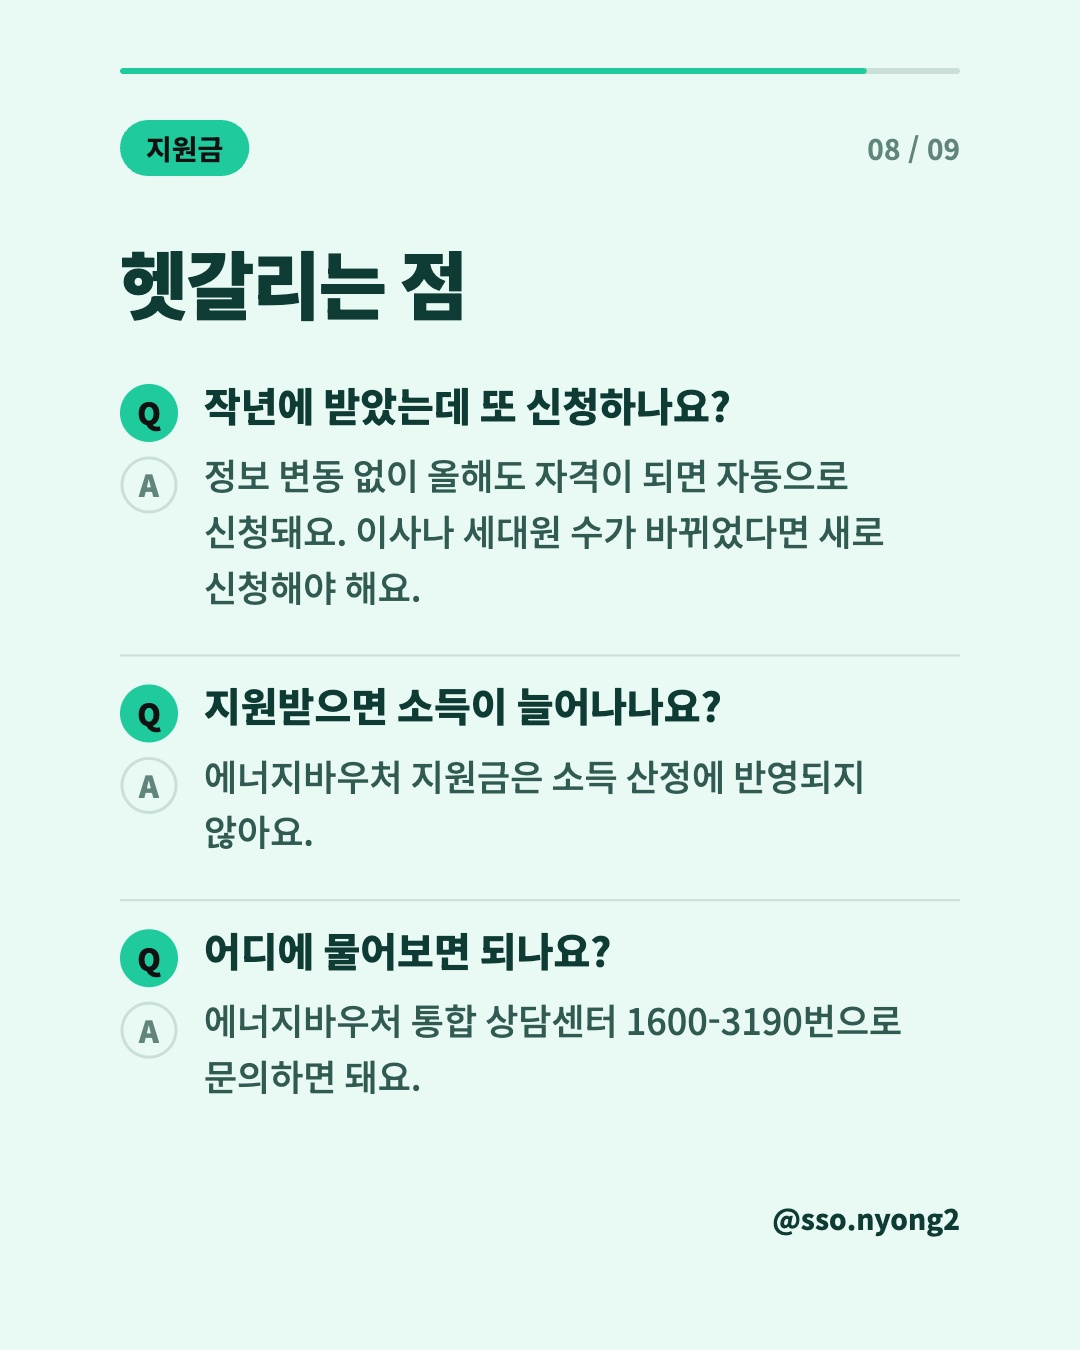 지원금
08 / 09
헷갈리는 점
Q 작년에 받았는데 또 신청하나요?
A 정보 변동 없이 올해도 자격이 되면 자동으로
신청돼요. 이사나 세대원 수가 바뀌었다면 새로
신청해야 해요.
Q 지원받으면 소득이 늘어나나요?
A 에너지바우처 지원금은 소득 산정에 반영되지
않아요.
Q 어디에 물어보면 되나요?
A 에너지바우처 통합 상담센터 1600-3190번으로
문의하면 돼요.
@sso.nyong2